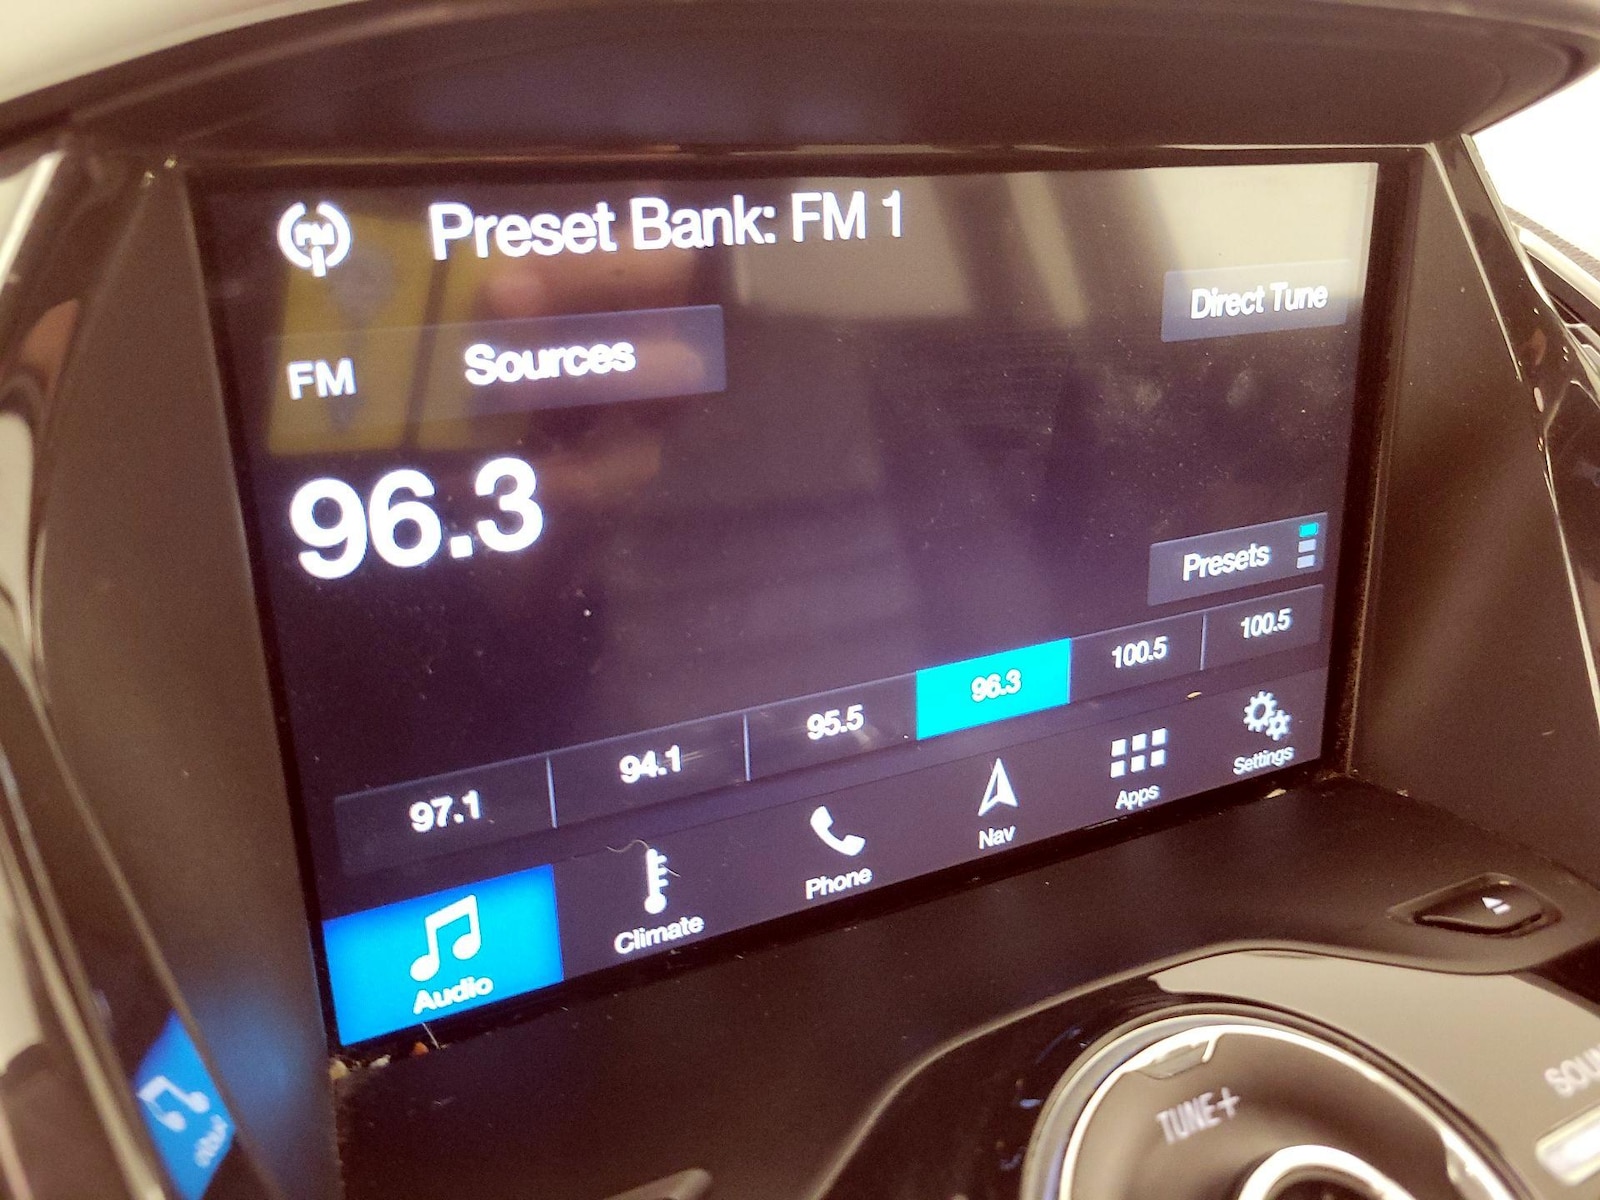 FM
Preset Bank: FM 1
Direct Tune
FM
Sources
96.3
Presets
97.1
94.1
95.5
96.3
100.5
100.5
Audio
Climate
Phone
Nav
Apps
Settings
TUNE+